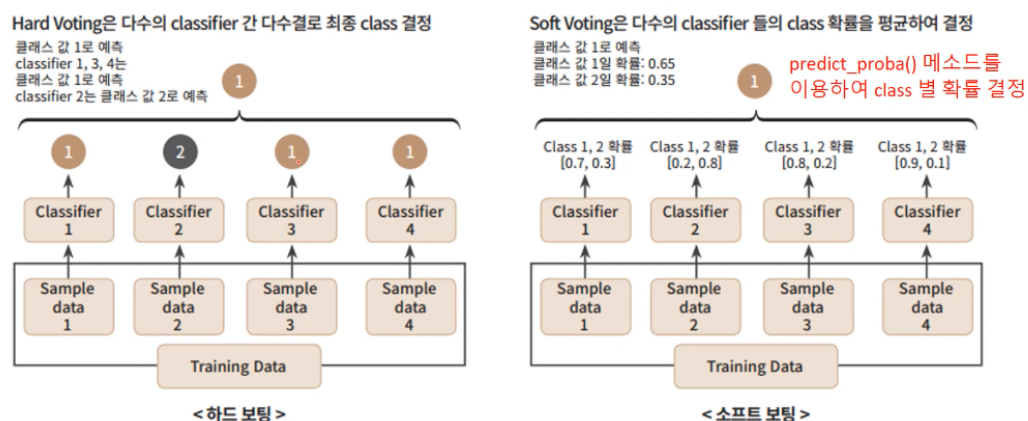 Hard Voting은 다수의 classifier 간 다수결로 최종 class 결정
클래스 값 1로 예측
classifier 1, 3, 4는
클래스 값 1로 예측
classifier 2는 클래스 값 2로 예측
1
1
2
1
1
Classifier
1
Classifier
2
Classifier
3
Classifier
4
Sample
data
1
Sample
data
2
Sample
data
3
Sample
data
4
Training Data
< 하드 보팅 >
Soft Voting은 다수의 classifier 들의 class 확률을 평균하여 결정
클래스 값 1로 예측
클래스 값 1일 확률: 0.65
클래스 값 2일 확률: 0.35
1
predict_proba() 메소드를
이용하여 class 별 확률 결정
Class 1, 2 확률
[0.7, 0.3]
Class 1, 2 확률
[0.2, 0.8]
Class 1, 2 확률
[0.8, 0.2]
Class 1, 2 확률
[0.9, 0.1]
Classifier
1
Classifier
2
Classifier
3
Classifier
4
Sample
data
1
Sample
data
2
Sample
data
3
Sample
data
4
Training Data
< 소프트 보팅 >